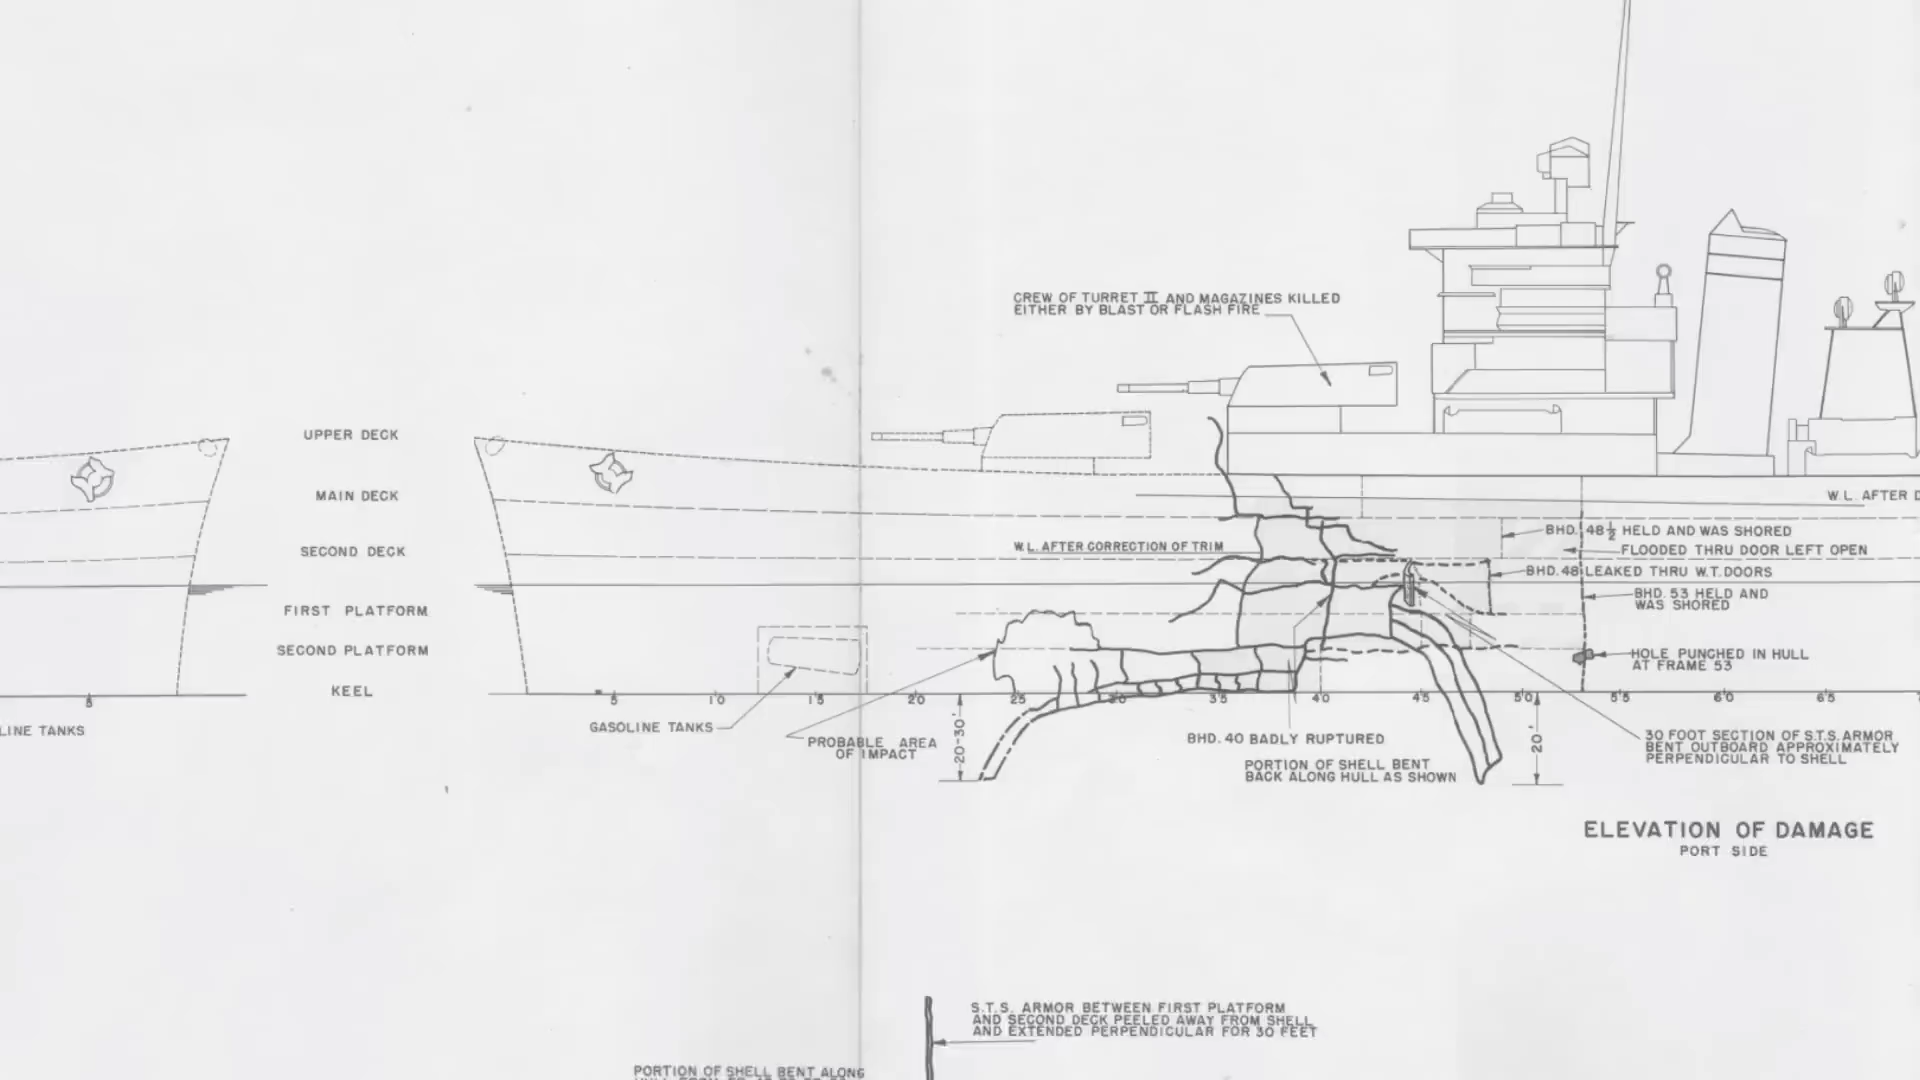 CREW OF TURRET II AND MAGAZINES KILLED
EITHER BY BLAST OR FLASH FIRE
UPPER DECK
MAIN DECK
SECOND DECK
FIRST PLATFORM
SECOND PLATFORM
KEEL
W.L. AFTER
W.L. AFTER CORRECTION OF TRIM
BHD. 48½ HELD AND WAS SHORED
FLOODED THRU DOOR LEFT OPEN
BHD. 48 LEAKED THRU W.T. DOORS
BHD. 53 HELD AND
WAS SHORED
HOLE PUNCHED IN HULL
AT FRAME 53
5
5 10 15 20 25 30 35 40 45 50 55 60 65
LINE TANKS
GASOLINE TANKS
PROBABLE AREA
OF IMPACT
20-30'
BHD. 40 BADLY RUPTURED
PORTION OF SHELL BENT
BACK ALONG HULL AS SHOWN
20'
30 FOOT SECTION OF S.T.S. ARMOR
BENT OUTBOARD APPROXIMATELY
PERPENDICULAR TO SHELL
ELEVATION OF DAMAGE
PORT SIDE
S.T.S. ARMOR BETWEEN FIRST PLATFORM
AND SECOND DECK PEELED AWAY FROM SHELL
AND EXTENDED PERPENDICULAR FOR 30 FEET
PORTION OF SHELL BENT ALONG